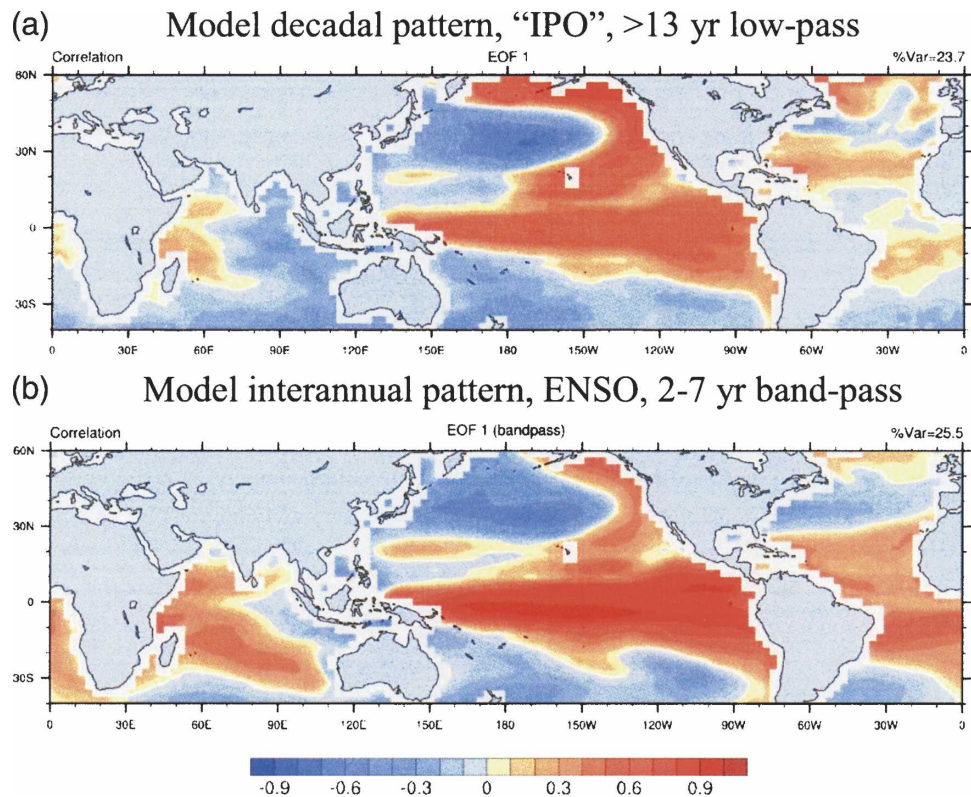 (a) Model decadal pattern, “IPO”, >13 yr low-pass
Correlation EOF 1 %Var=23.7
60N
30N
0
30S
0 30E 60E 90E 120E 150E 180 150W 120W 90W 60W 30W 0
(b) Model interannual pattern, ENSO, 2-7 yr band-pass
Correlation EOF 1 (bandpass) %Var=25.5
60N
30N
0
30S
0 30E 60E 90E 120E 150E 180 150W 120W 90W 60W 30W 0
-0.9 -0.6 -0.3 0 0.3 0.6 0.9